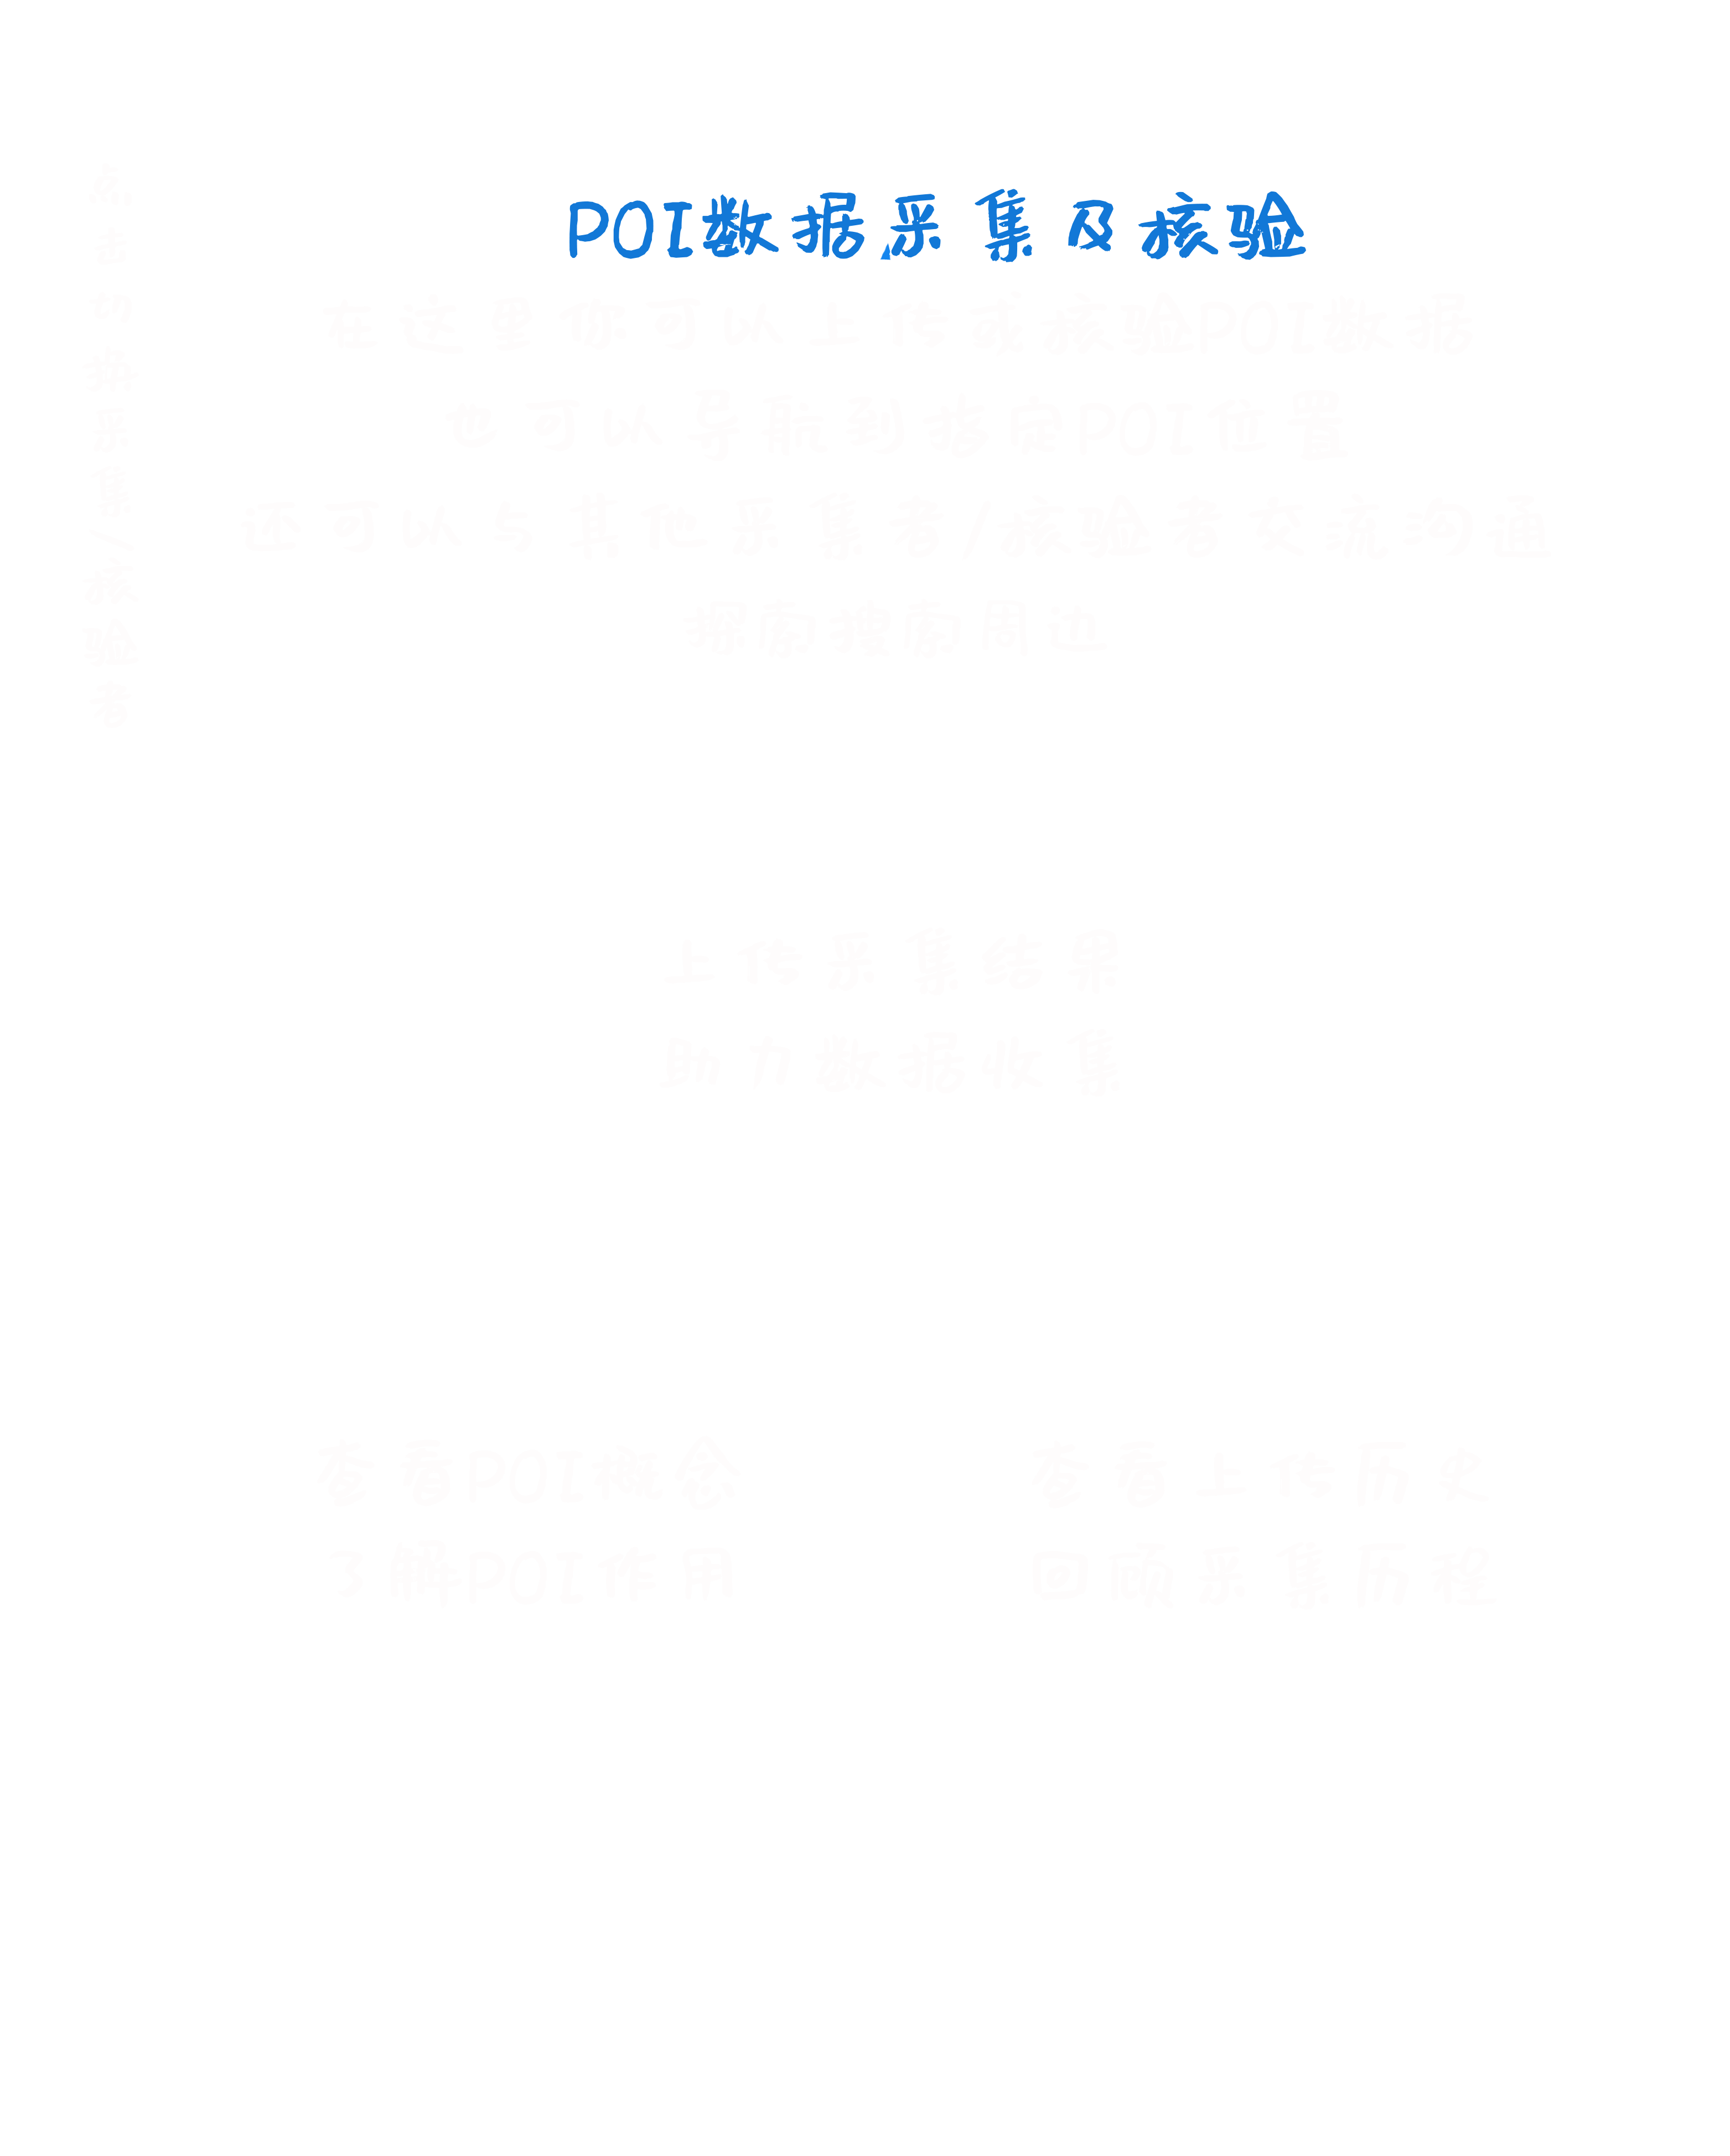 POI数据采集及核验
在这里你可以上传或核验POI数据
也可以导航到指定POI位置
还可以与其他采集者/核验者交流沟通
探索搜索周边
点击切换采集/核验者
上传采集结果
助力数据收集
查看POI概念
了解POI作用
查看上传历史
回顾采集历程